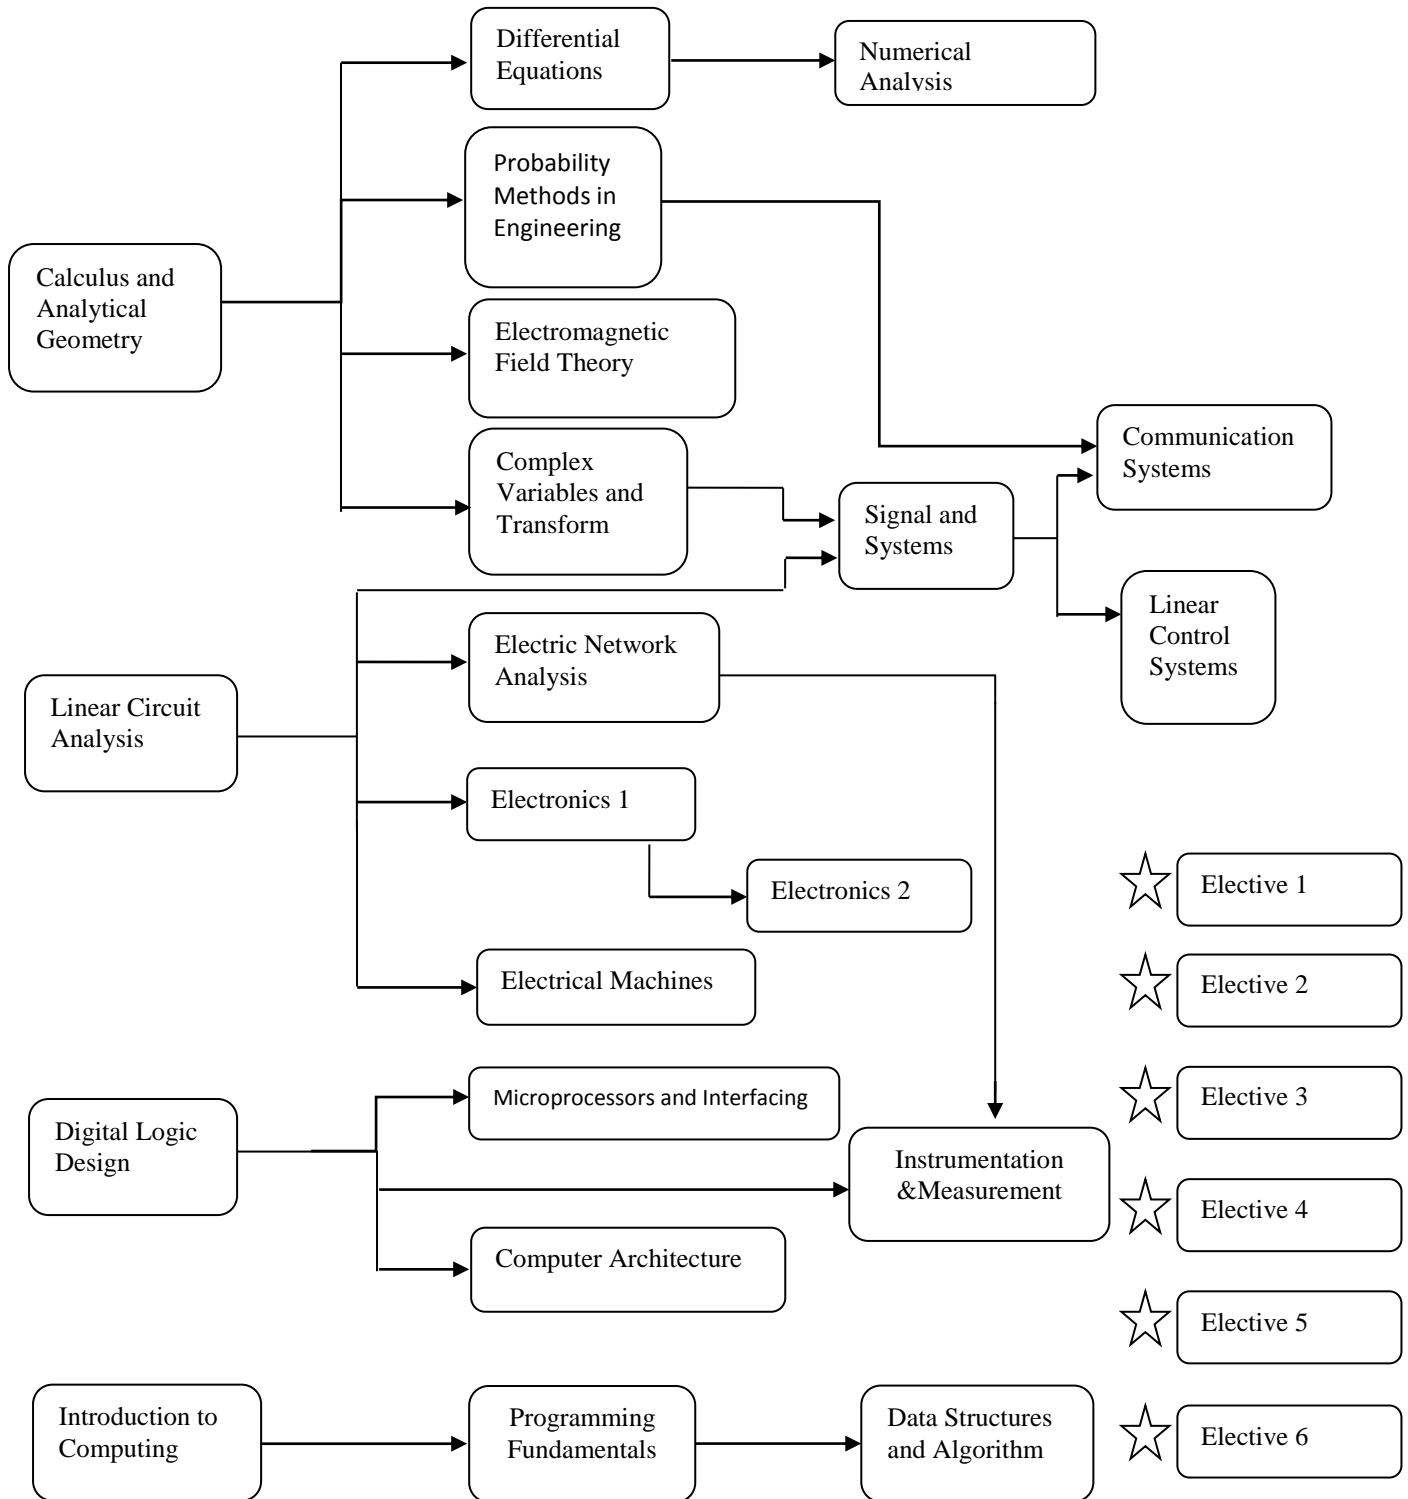 Differential
Equations
Numerical
Analysis
Probability
Methods in
Engineering
Calculus and
Analytical
Geometry
Electromagnetic
Field Theory
Complex
Variables and
Transform
Signal and
Systems
Communication
Systems
Linear
Control
Systems
Electric Network
Analysis
Linear Circuit
Analysis
Electronics 1
Electronics 2
Electrical Machines
Elective 1
Elective 2
Elective 3
Elective 4
Elective 5
Elective 6
Microprocessors and Interfacing
Digital Logic
Design
Instrumentation
&Measurement
Computer Architecture
Introduction to
Computing
Programming
Fundamentals
Data Structures
and Algorithm